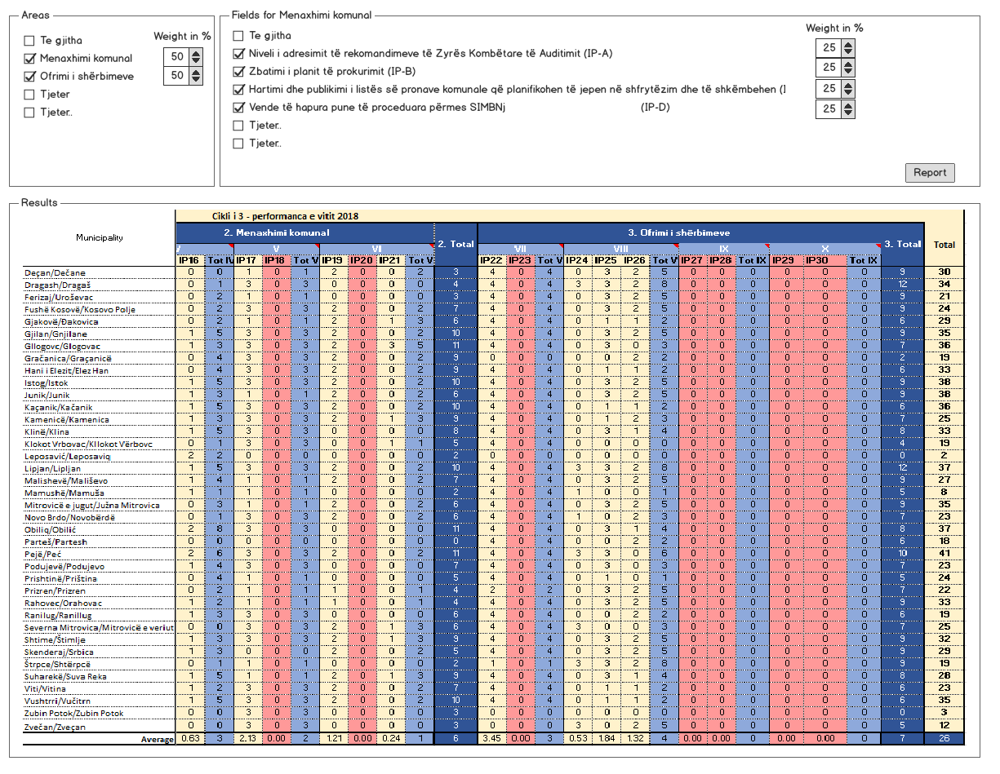 Areas
Te gjitha
Weight in %
Menaxhimi komunal 50
Ofrimi i shërbimeve 50
Tjeter
Tjeter..
Fields for Menaxhimi komunal
Weight in %
Te gjitha
Niveli i adresimit të rekomandimeve të Zyrës Kombëtare të Auditimit (IP-A) 25
Zbatimi i planit të prokurimit (IP-B) 25
Hartimi dhe publikimi i listës së pronave komunale që planifikohen të jepen në shfrytëzim dhe të shkëmbehen (I 25
Vende të hapura pune të proceduara përmes SIMBNj (IP-D) 25
Tjeter..
Tjeter..
Report
Results
Cikli i 3 - performanca e vitit 2018
Municipality 2. Menaxhimi komunal 2. Total 3. Ofrimi i shërbimeve 3. Total Total
V VI VII VIII IX X
IP16 Tot IV IP17 IP18 Tot V IP19 IP20 IP21 Tot V IP22 IP23 Tot V IP24 IP25 IP26 Tot V IP27 IP28 Tot IX IP29 IP30 Tot IX
Deçan/Dečane 0 0 1 0 1 2 0 0 2 3 4 0 4 0 3 2 5 0 0 0 0 0 0 9 30
Dragash/Dragaš 0 1 3 0 3 0 0 0 0 4 4 0 4 3 3 2 8 0 0 0 0 0 0 12 34
Ferizaj/Uroševac 0 2 1 0 1 0 0 0 0 3 4 0 4 0 3 2 5 0 0 0 0 0 0 9 21
Fushë Kosovë/Kosovo Polje 0 2 3 0 3 2 0 0 2 7 4 0 4 0 3 2 5 0 0 0 0 0 0 9 24
Gjakovë/Đakovica 0 2 1 0 1 2 0 1 3 6 4 0 4 0 1 1 2 0 0 0 0 0 0 6 29
Gjilan/Gnjilane 1 5 3 0 3 2 0 0 2 10 4 0 4 0 3 2 5 0 0 0 0 0 0 9 35
Gllogovc/Glogovac 1 3 3 0 3 2 0 3 5 11 4 0 4 0 3 0 3 0 0 0 0 0 0 7 36
Gračanica/Graçanicë 0 4 3 0 3 2 0 0 2 9 0 0 0 0 0 2 2 0 0 0 0 0 0 2 19
Hani i Elezit/Elez Han 0 4 3 0 3 2 0 0 2 9 4 0 4 0 1 1 2 0 0 0 0 0 0 6 33
Istog/Istok 1 5 3 0 3 2 0 0 2 10 4 0 4 0 3 2 5 0 0 0 0 0 0 9 38
Junik/Junik 1 3 1 0 1 2 0 0 2 6 4 0 4 0 3 2 5 0 0 0 0 0 0 9 38
Kaçanik/Kačanik 1 5 3 0 3 2 0 0 2 10 4 0 4 0 1 1 2 0 0 0 0 0 0 6 36
Kamenicë/Kamenica 1 3 3 0 3 2 0 1 3 9 4 0 4 0 1 2 3 0 0 0 0 0 0 7 25
Klinë/Klina 1 5 3 0 3 0 0 0 0 8 4 0 4 0 3 1 4 0 0 0 0 0 0 8 33
Klokot Vrbovac/Kllokot Vërbovc 0 1 3 0 3 0 0 1 1 5 4 0 4 0 0 0 0 0 0 0 0 0 0 4 19
Leposavić/Leposaviq 2 2 0 0 0 0 0 0 0 2 0 0 0 0 0 0 0 0 0 0 0 0 0 0 2
Lipjan/Lipljan 1 5 3 0 3 2 0 0 2 10 4 0 4 3 3 2 8 0 0 0 0 0 0 12 37
Malishevë/Mališevo 1 4 1 0 1 2 0 0 2 7 4 0 4 0 3 2 5 0 0 0 0 0 0 9 27
Mamushë/Mamuša 1 1 1 0 1 0 0 0 0 2 4 0 4 1 0 0 1 0 0 0 0 0 0 5 8
Mitrovicë e jugut/Južna Mitrovica 0 3 1 0 1 2 0 0 2 6 4 0 4 0 3 2 5 0 0 0 0 0 0 9 35
Novo Brdo/Novobërdë 0 1 3 0 3 2 0 0 2 6 4 0 4 1 0 2 3 0 0 0 0 0 0 7 23
Obiliq/Obilić 2 8 3 0 3 0 0 0 0 11 4 0 4 0 3 1 4 0 0 0 0 0 0 8 37
Parteš/Partesh 0 0 0 0 0 0 0 0 0 0 4 0 4 0 0 2 2 0 0 0 0 0 0 6 18
Pejë/Peć 2 6 3 0 3 2 0 0 2 11 4 0 4 3 3 0 6 0 0 0 0 0 0 10 41
Podujevë/Podujevo 1 4 3 0 3 0 0 0 0 7 4 0 4 0 3 0 3 0 0 0 0 0 0 7 23
Prishtinë/Priština 0 4 1 0 1 0 0 0 0 5 4 0 4 0 1 0 1 0 0 0 0 0 0 5 24
Prizren/Prizren 0 2 1 0 1 1 0 0 1 4 2 0 2 0 3 2 5 0 0 0 0 0 0 7 22
Rahovec/Orahovac 1 2 1 0 1 1 0 0 1 4 4 0 4 0 3 2 5 0 0 0 0 0 0 9 33
Ranilug/Ranillug 1 3 3 0 3 0 0 0 0 6 4 0 4 0 0 2 2 0 0 0 0 0 0 6 19
Severna Mitrovica/Mitrovicë e veriut 0 0 3 0 3 2 0 1 3 6 4 0 4 3 0 0 3 0 0 0 0 0 0 7 25
Shtime/Štimlje 1 3 3 0 3 2 0 1 3 9 4 0 4 0 3 2 5 0 0 0 0 0 0 9 32
Skenderaj/Srbica 1 3 0 0 0 2 0 0 2 5 4 0 4 0 3 2 5 0 0 0 0 0 0 9 29
Štrpce/Shtërpcë 0 1 1 0 1 0 0 0 0 2 1 0 1 3 3 2 8 0 0 0 0 0 0 9 19
Suharekë/Suva Reka 1 5 1 0 1 2 0 1 3 9 4 0 4 0 3 1 4 0 0 0 0 0 0 8 28
Viti/Vitina 1 2 3 0 3 2 0 0 2 7 4 0 4 0 1 1 2 0 0 0 0 0 0 6 23
Vushtrri/Vučitrn 1 5 3 0 3 2 0 0 2 10 4 0 4 0 1 1 2 0 0 0 0 0 0 6 35
Zubin Potok/Zubin Potok 0 0 3 0 3 0 0 0 0 3 0 0 0 0 0 0 0 0 0 0 0 0 0 0 3
Zvečan/Zveçan 0 0 3 0 3 0 0 0 0 3 0 0 0 3 0 2 5 0 0 0 0 0 0 5 12
Average 0.63 3 2.13 0.00 2 1.21 0.00 0.24 1 6 3.45 0.00 3 0.53 1.84 1.32 4 0.00 0.00 0 0.00 0.00 0 7 26